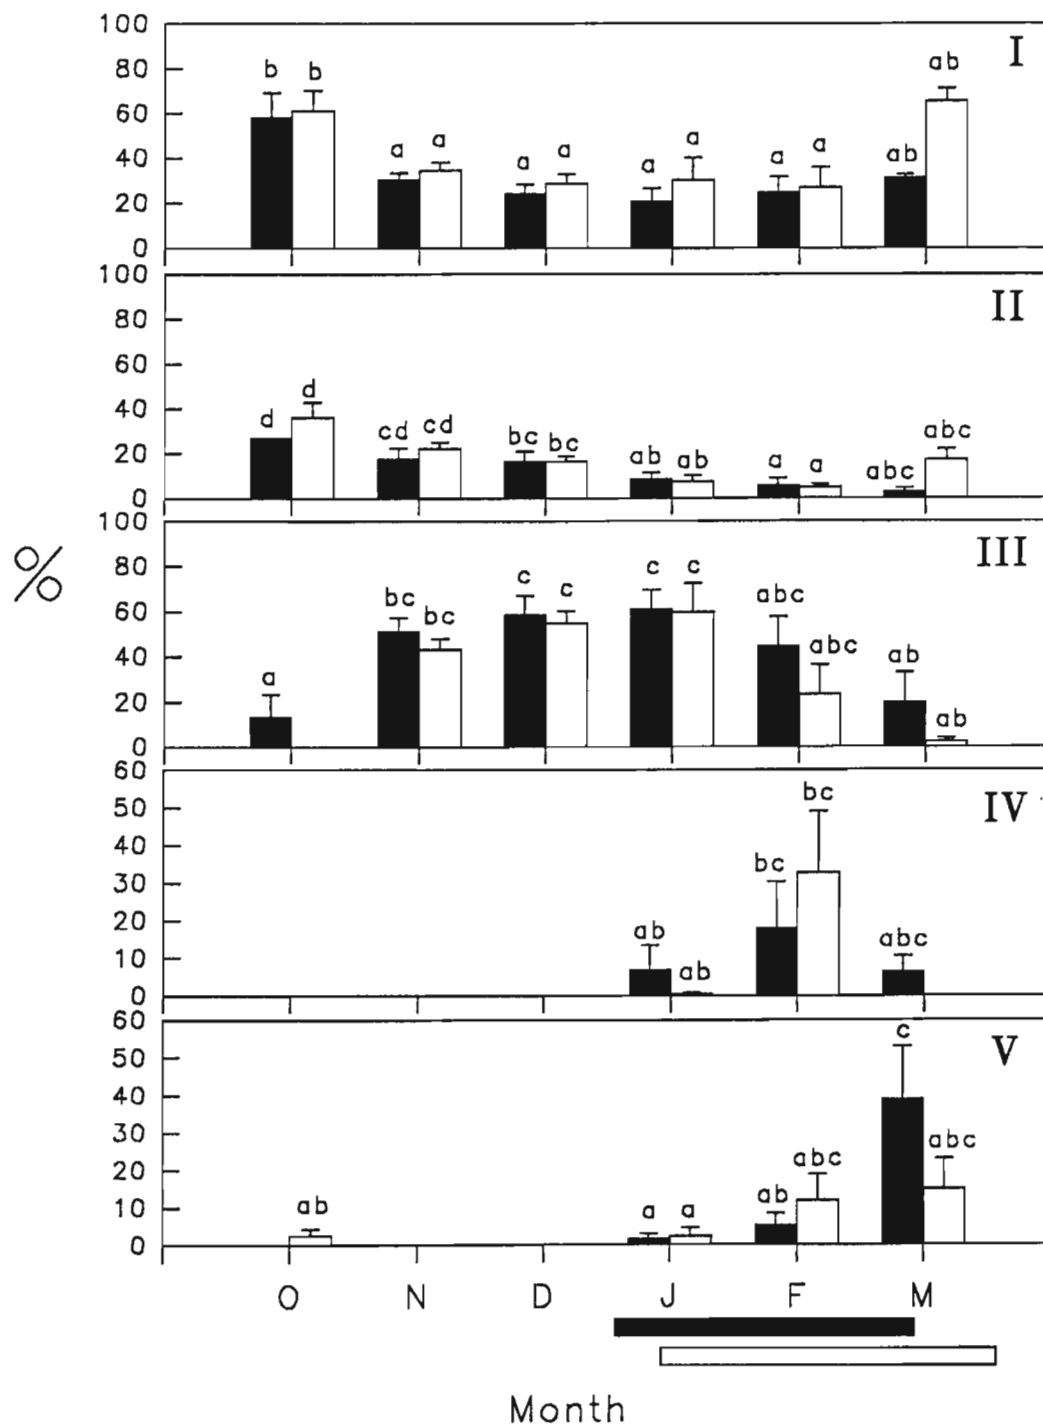 100
80
60
40
20
0
b b a a a a a a a a ab ab
I
100
80
60
40
20
0
d d cd cd bc bc ab ab a a abc abc
II
%
100
80
60
40
20
0
a bc bc c c c c abc abc ab ab
III
60
50
40
30
20
10
0
ab ab bc bc abc
IV
60
50
40
30
20
10
0
ab a a ab abc c abc
V
O N D J F M
Month